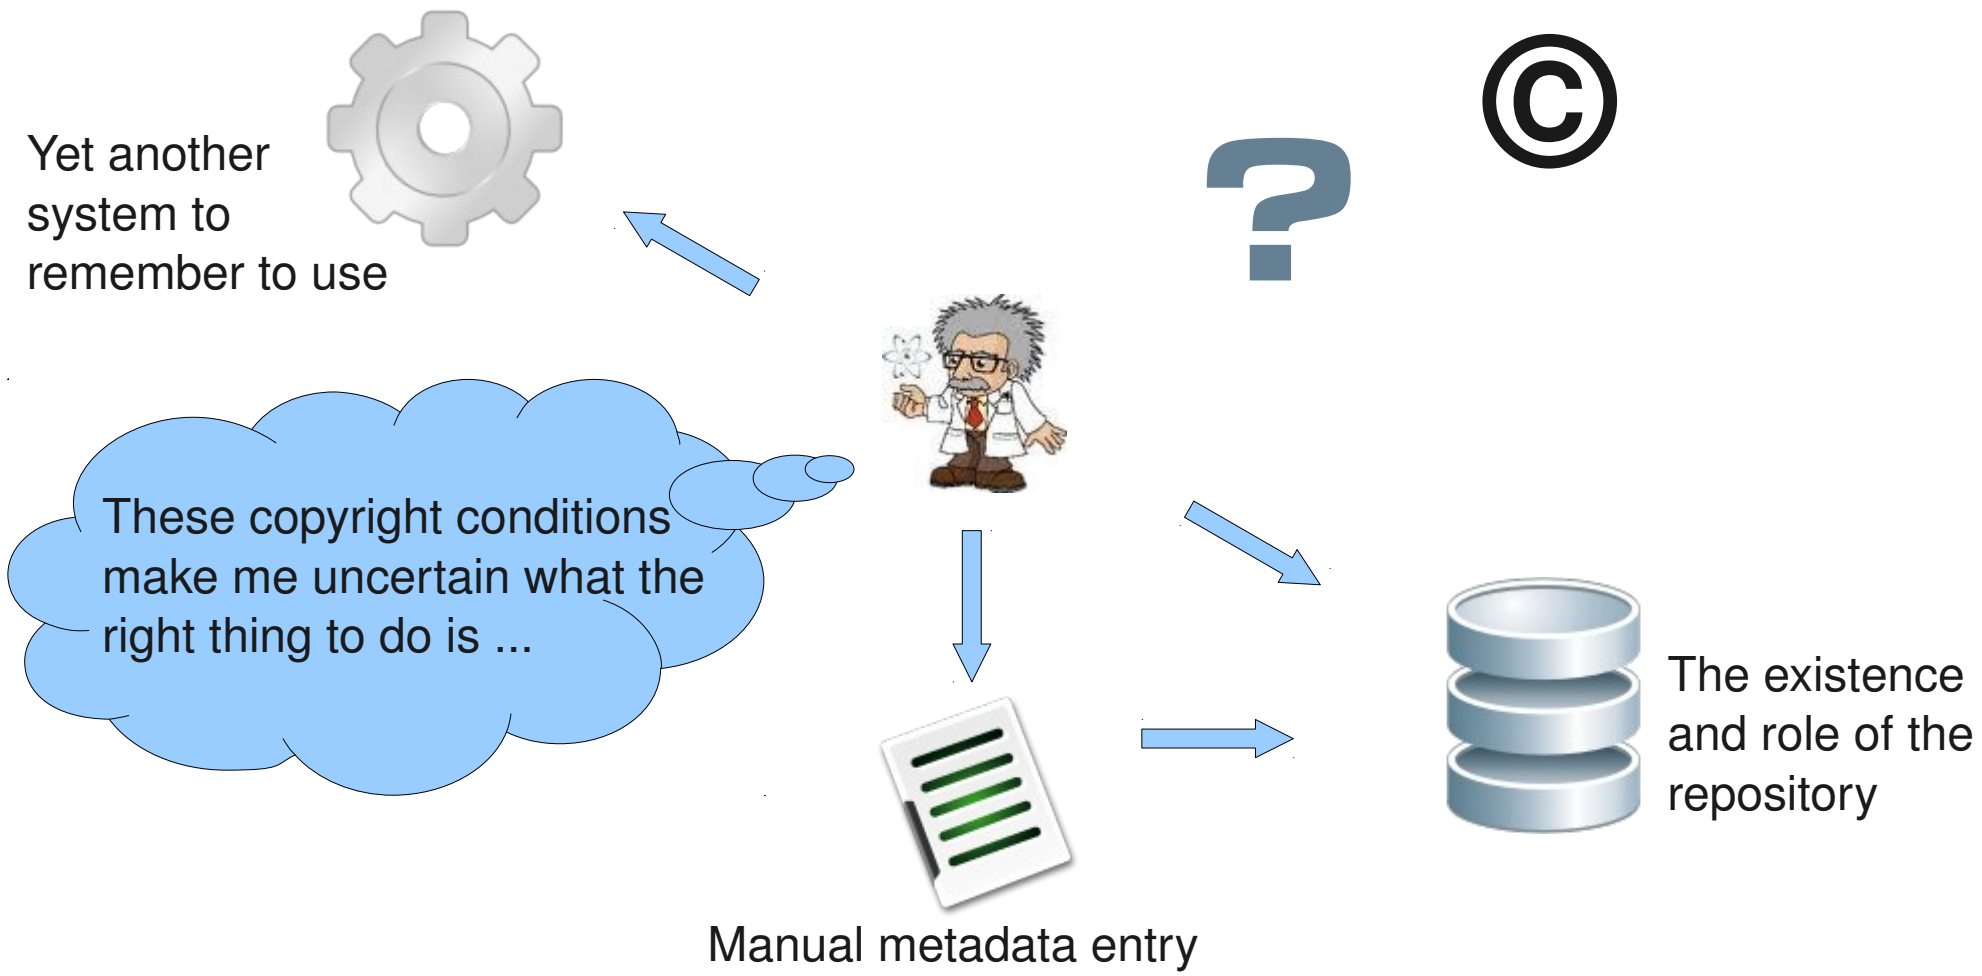 ©
?
Yet another
system to
remember to use
These copyright conditions
make me uncertain what the
right thing to do is ...
The existence
and role of the
repository
Manual metadata entry